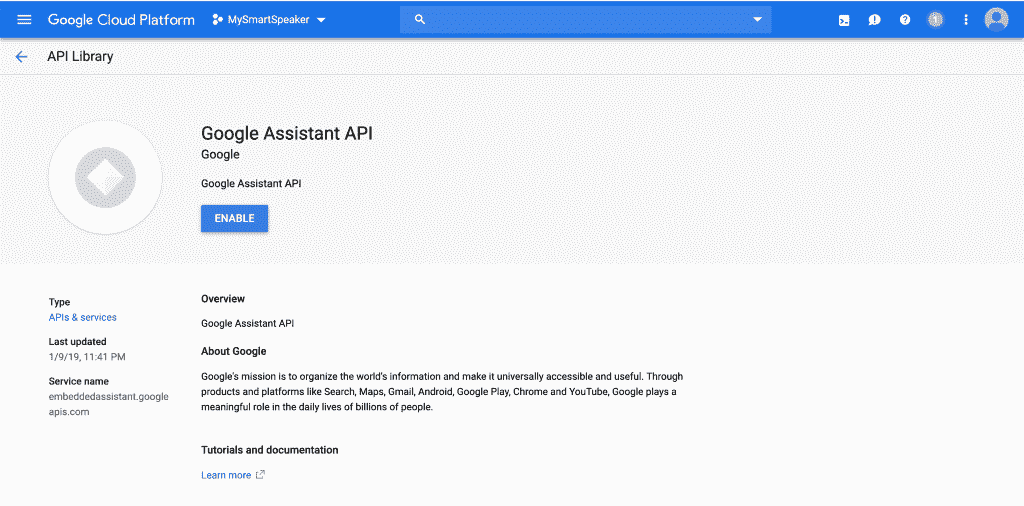 Google Cloud Platform
MySmartSpeaker
1
API Library
Google Assistant API
Google
Google Assistant API
ENABLE
Type
APIs & services
Last updated
1/9/19, 11:41 PM
Service name
embeddedassistant.google
apis.com
Overview
Google Assistant API
About Google
Google's mission is to organize the world's information and make it universally accessible and useful. Through
products and platforms like Search, Maps, Gmail, Android, Google Play, Chrome and YouTube, Google plays a
meaningful role in the daily lives of billions of people.
Tutorials and documentation
Learn more